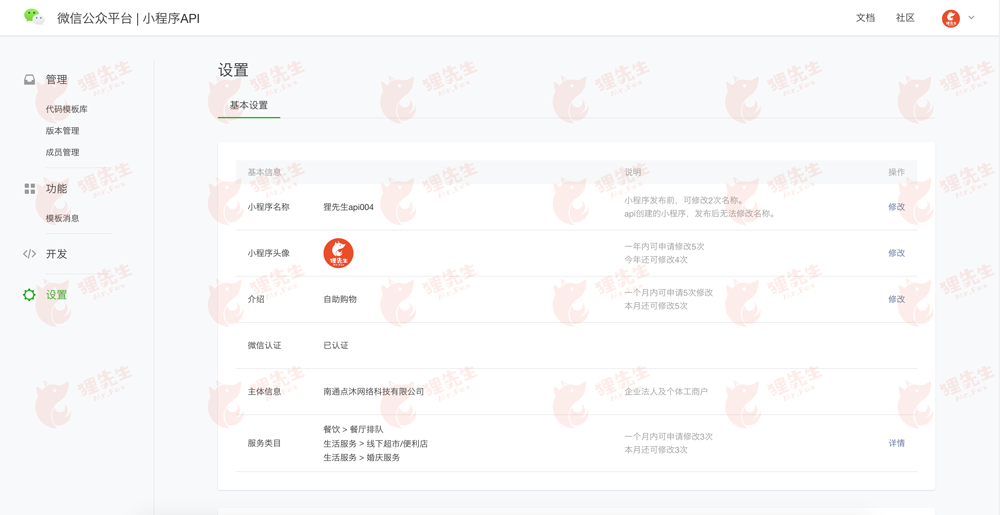 微信公众平台 | 小程序API
文档
社区
管理
代码模板库
版本管理
成员管理
功能
模板消息
开发
设置
设置
基本设置
基本信息
说明
操作
小程序名称
狸先生api004
小程序发布前，可修改2次名称。
api创建的小程序，发布后无法修改名称。
修改
小程序头像
狸先生
一年内可申请修改5次
今年还可修改4次
修改
介绍
自助购物
一个月内可申请5次修改
本月还可修改5次
修改
微信认证
已认证
主体信息
南通点沐网络科技有限公司
企业法人及个体工商户
服务类目
餐饮 > 餐厅排队
生活服务 > 线下超市/便利店
生活服务 > 婚庆服务
一个月内可申请修改3次
本月还可修改3次
详情
狸先生